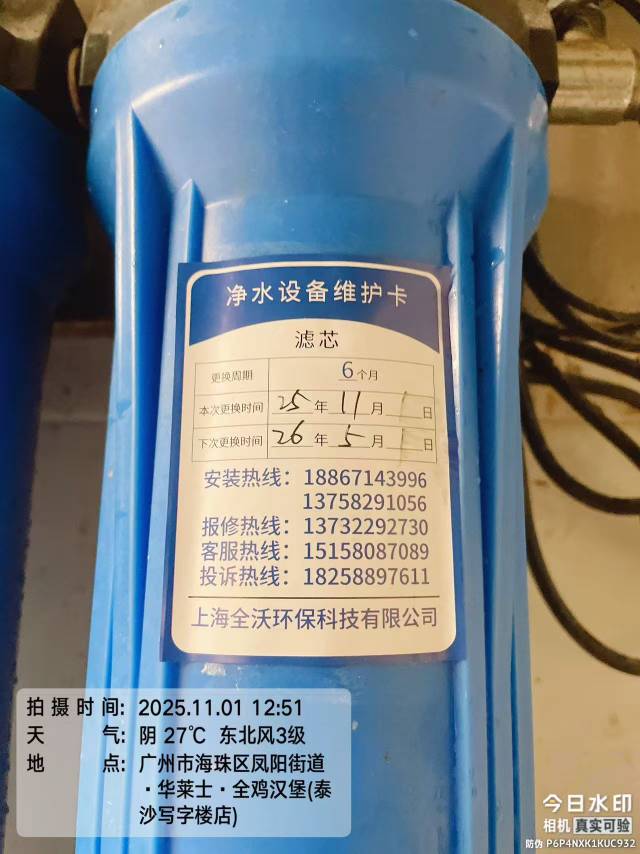 净水设备维护卡
滤芯
更换周期 6个月
本次更换时间 25年11月1日
下次更换时间 26年5月1日
安装热线：18867143996
13758291056
报修热线：13732292730
客服热线：15158087089
投诉热线：18258897611
上海全沃环保科技有限公司
拍摄时间：2025.11.01 12:51
天气：阴 27℃ 东北风3级
地点：广州市海珠区凤阳街道
·华莱士·全鸡汉堡(泰
沙写字楼店)
今日水印
相机 真实可验
防伪 P6P4NXK1KUC932